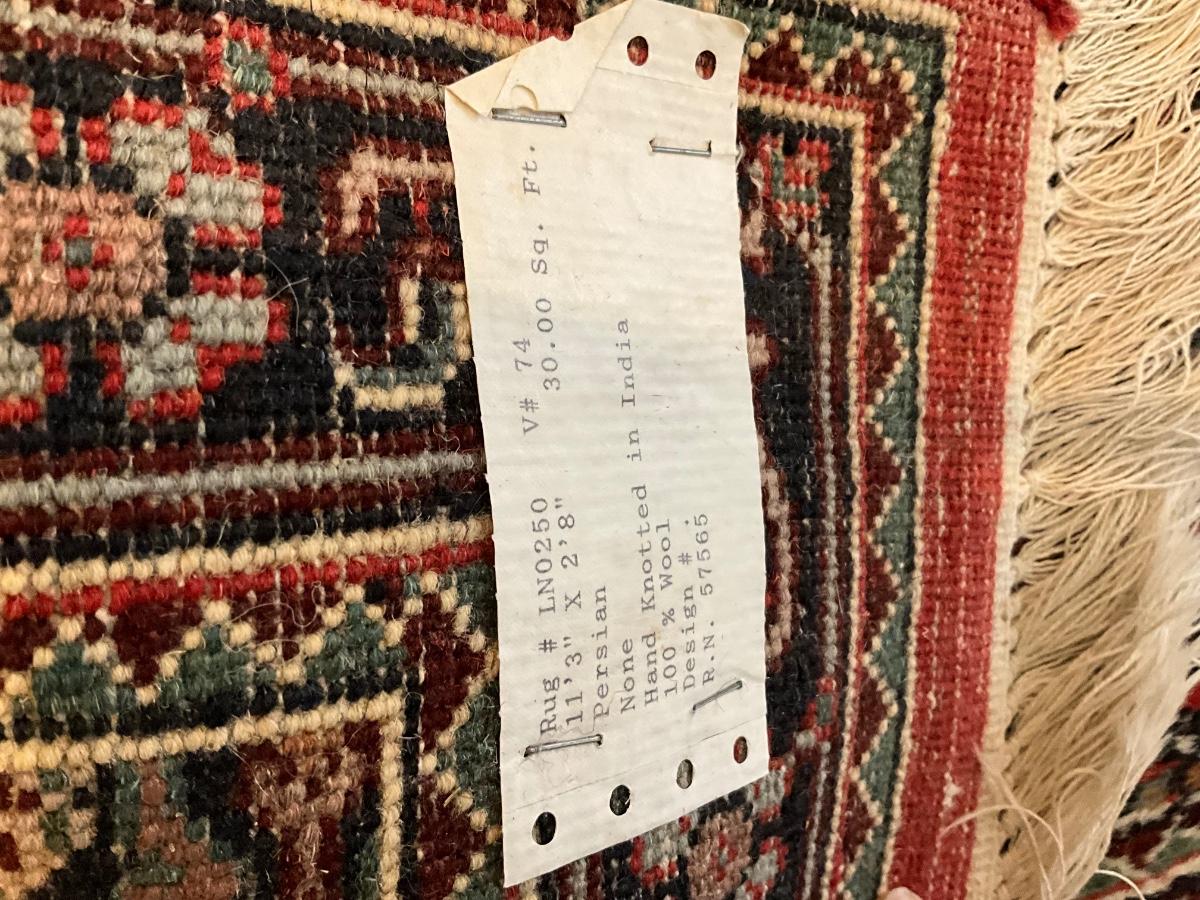 Rug # LN0250 V# 74
11'3" X 2'8" 30.00 Sq. Ft.
Persian
None
Hand Knotted in India
100 % Wool
Design #
R.N. 57565